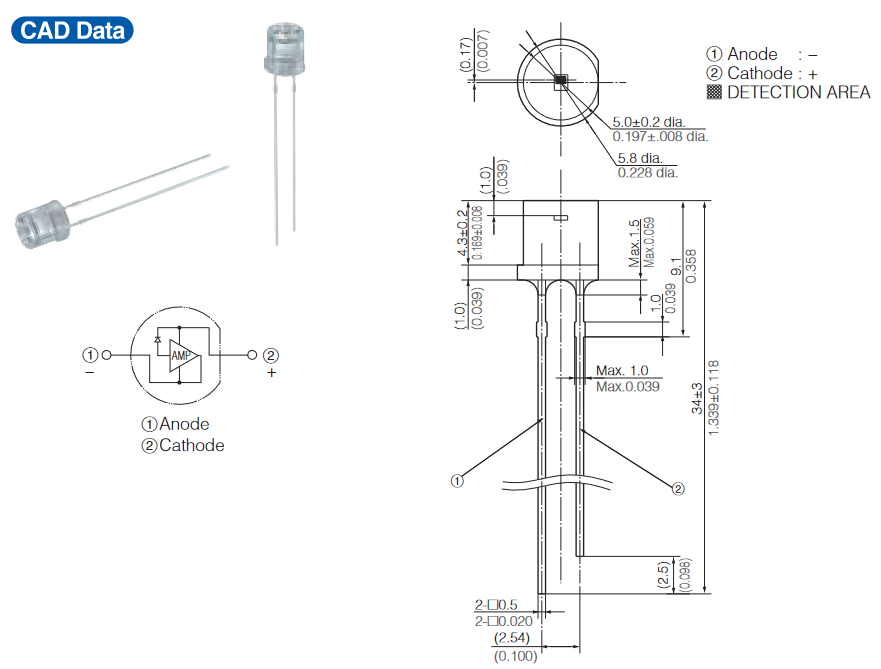 CAD Data
(0.17)
(0.007)
① Anode : –
② Cathode : +
DETECTION AREA
5.0±0.2 dia.
0.197±.008 dia.
5.8 dia.
0.228 dia.
(1.0)
(.039)
4.3±0.2
0.169±0.008
(1.0)
(0.039)
Max.1.5
Max.0.059
9.1
0.358
1.0
0.039
Max. 1.0
Max.0.039
34±3
1.339±0.118
①
–
AMP
②
+
①Anode
②Cathode
①
②
(2.5)
(0.098)
2-□0.5
2-□0.020
(2.54)
(0.100)